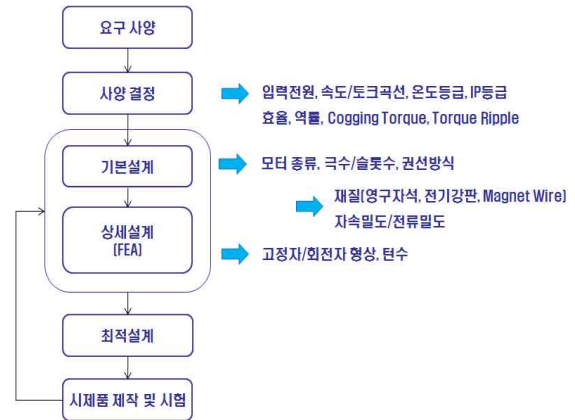 요구 사양
사양 결정
입력전원, 속도/토크곡선, 온도등급, IP등급
효율, 역률, Cogging Torque, Torque Ripple
기본설계
모터 종류, 극수/슬롯수, 권선방식
재질(영구자석, 전기강판, Magnet Wire)
자속밀도/전류밀도
상세설계
(FEA)
고정자/회전자 형상, 턴수
최적설계
시제품 제작 및 시험